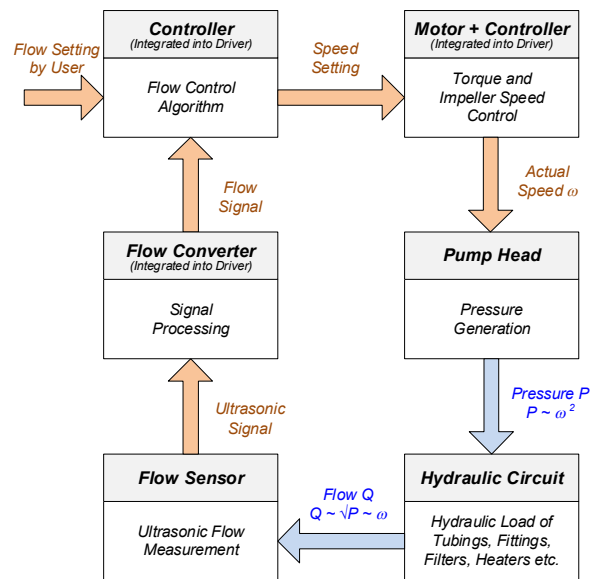 Controller
(Integrated into Driver)
Flow Control
Algorithm
Flow Setting
by User
Speed
Setting
Motor + Controller
(Integrated into Driver)
Torque and
Impeller Speed
Control
Flow
Signal
Actual
Speed ω
Flow Converter
(Integrated into Driver)
Signal
Processing
Pump Head
Pressure
Generation
Ultrasonic
Signal
Pressure P
P ~ ω²
Flow Sensor
Ultrasonic Flow
Measurement
Flow Q
Q ~ √P ~ ω
Hydraulic Circuit
Hydraulic Load of
Tubings, Fittings,
Filters, Heaters etc.